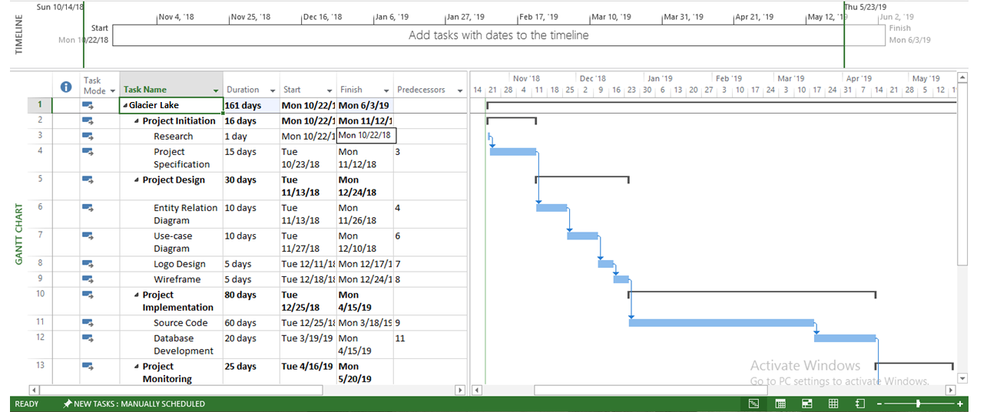 Sun 10/14/18 Thu 5/23/19
Nov 4, '18 Nov 25, '18 Dec 16, '18 Jan 6, '19 Jan 27, '19 Feb 17, '19 Mar 10, '19 Mar 31, '19 Apr 21, '19 May 12, '19 Jun 2, '19
TIMELINE
Start Add tasks with dates to the timeline Finish
Mon 10/22/18 Mon 6/3/19
Task Mode Task Name Duration Start Finish Predecessors
Nov '18 Dec '18 Jan '19 Feb '19 Mar '19 Apr '19 May '19
14 21 28 4 11 18 25 2 9 16 23 30 6 13 20 27 3 10 17 24 3 10 17 24 31 7 14 21 28 5 12 19
GANTT CHART
1 Glacier Lake 161 days Mon 10/22/1 Mon 6/3/19
2 Project Initiation 16 days Mon 10/22/1 Mon 11/12/1
3 Research 1 day Mon 10/22/1 Mon 10/22/18
4 Project 15 days Tue Mon 3
Specification 10/23/18 11/12/18
5 Project Design 30 days Tue Mon
11/13/18 12/24/18
6 Entity Relation 10 days Tue Mon 4
Diagram 11/13/18 11/26/18
7 Use-case 10 days Tue Mon 6
Diagram 11/27/18 12/10/18
8 Logo Design 5 days Tue 12/11/18 Mon 12/17/1 7
9 Wireframe 5 days Tue 12/18/18 Mon 12/24/1 8
10 Project 80 days Tue Mon
Implementation 12/25/18 4/15/19
11 Source Code 60 days Tue 12/25/18 Mon 3/18/19 9
12 Database 20 days Tue 3/19/19 Mon 11
Development 4/15/19
13 Project 25 days Tue 4/16/19 Mon
Monitoring 5/20/19
Activate Windows
Go to PC settings to activate Windows.
READY NEW TASKS : MANUALLY SCHEDULED